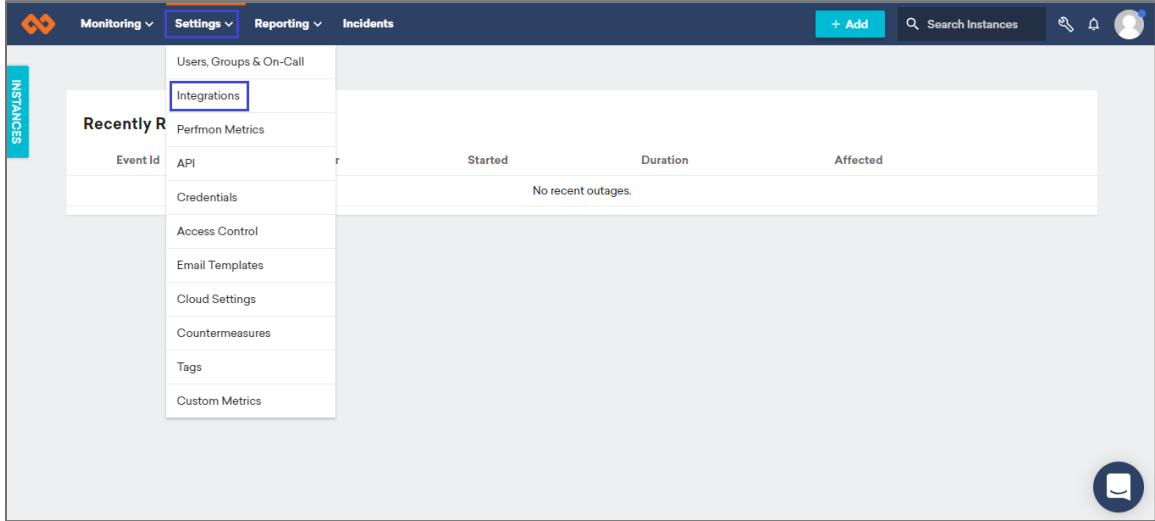 Monitoring Settings Reporting Incidents + Add Search Instances
INSTANCES
Users, Groups & On-Call
Integrations
Perfmon Metrics
API
Credentials
Access Control
Email Templates
Cloud Settings
Countermeasures
Tags
Custom Metrics
Recently R
Event Id r Started Duration Affected
No recent outages.